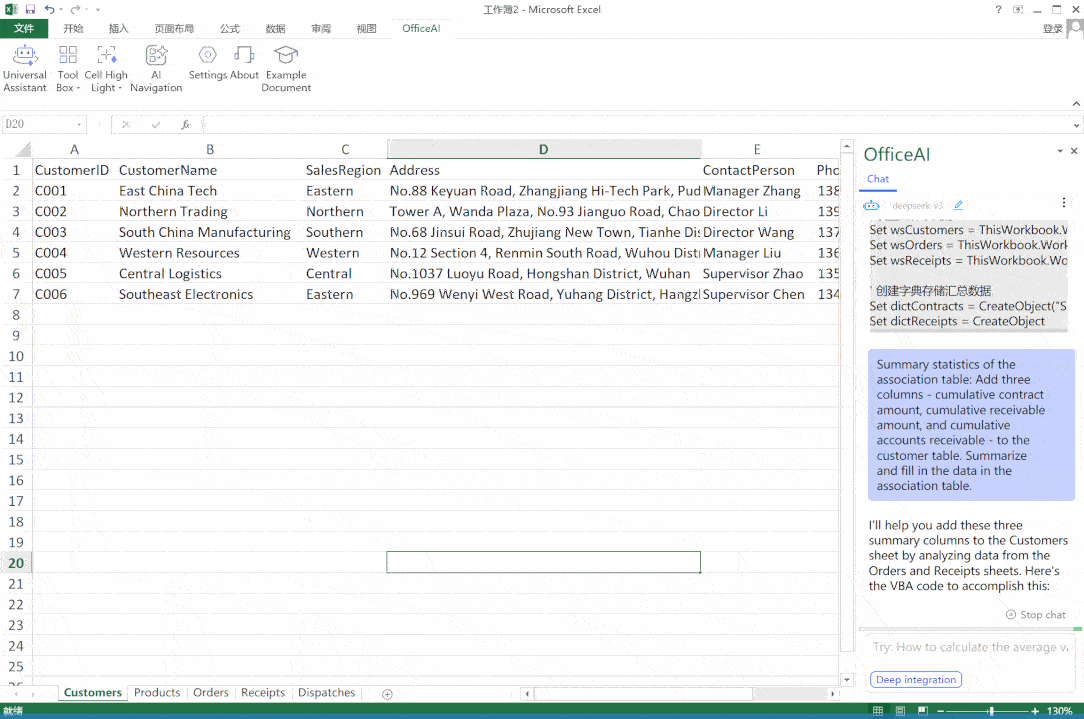 工作簿2 - Microsoft Excel
?
文件 开始 插入 页面布局 公式 数据 审阅 视图 OfficeAI 登录
Universal Assistant
Tool Box
Cell High Light
AI Navigation
Settings
About
Example Document
D20 fx
A B C D E
1 CustomerID CustomerName SalesRegion Address ContactPerson Pho
2 C001 East China Tech Eastern No.88 Keyuan Road, Zhangjiang Hi-Tech Park, Pud Manager Zhang 138
3 C002 Northern Trading Northern Tower A, Wanda Plaza, No.93 Jianguo Road, Chao Director Li 139
4 C003 South China Manufacturing Southern No.68 Jinsui Road, Zhujiang New Town, Tianhe Dis Director Wang 137
5 C004 Western Resources Western No.12 Section 4, Renmin South Road, Wuhou Distr Manager Liu 136
6 C005 Central Logistics Central No.1037 Luoyu Road, Hongshan District, Wuhan Supervisor Zhao 135
7 C006 Southeast Electronics Eastern No.969 Wenyi West Road, Yuhang District, Hangzl Supervisor Chen 134
8
9
10
11
12
13
14
15
16
17
18
19
20
21
22
23
24
25
26
Customers Products Orders Receipts Dispatches
就绪
130%
OfficeAI
Chat
deepseek-v3
Set wsCustomers = ThisWorkbook.W
Set wsOrders = ThisWorkbook.Work
Set wsReceipts = ThisWorkbook.Wo
' 创建字典存储汇总数据
Set dictContracts = CreateObject("S
Set dictReceipts = CreateObject
Summary statistics of the
association table: Add three
columns - cumulative contract
amount, cumulative receivable
amount, and cumulative
accounts receivable - to the
customer table. Summarize
and fill in the data in the
association table.
I'll help you add these three
summary columns to the Customers
sheet by analyzing data from the
Orders and Receipts sheets. Here's
the VBA code to accomplish this:
Stop chat
Try: How to calculate the average va
Deep integration